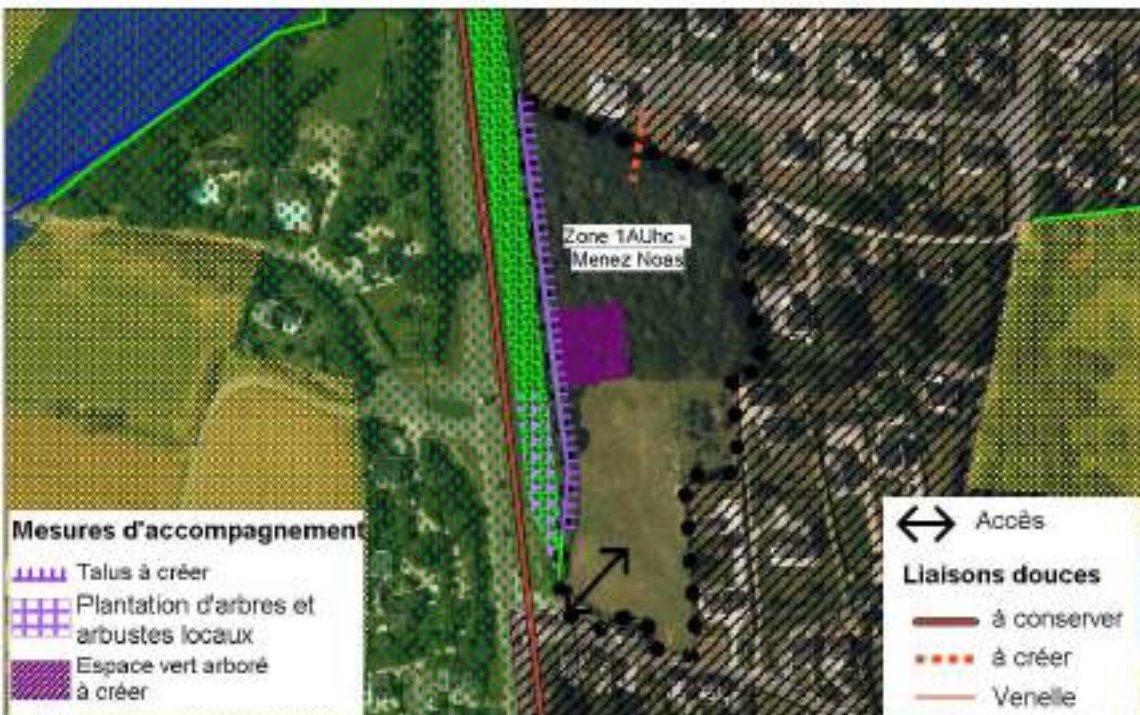 Zone 1AUhc -
Menez Noas
Mesures d'accompagnement
Talus à créer
Plantation d'arbres et
arbustes locaux
Espace vert arboré
à créer
Accès
Liaisons douces
à conserver
à créer
Venelle